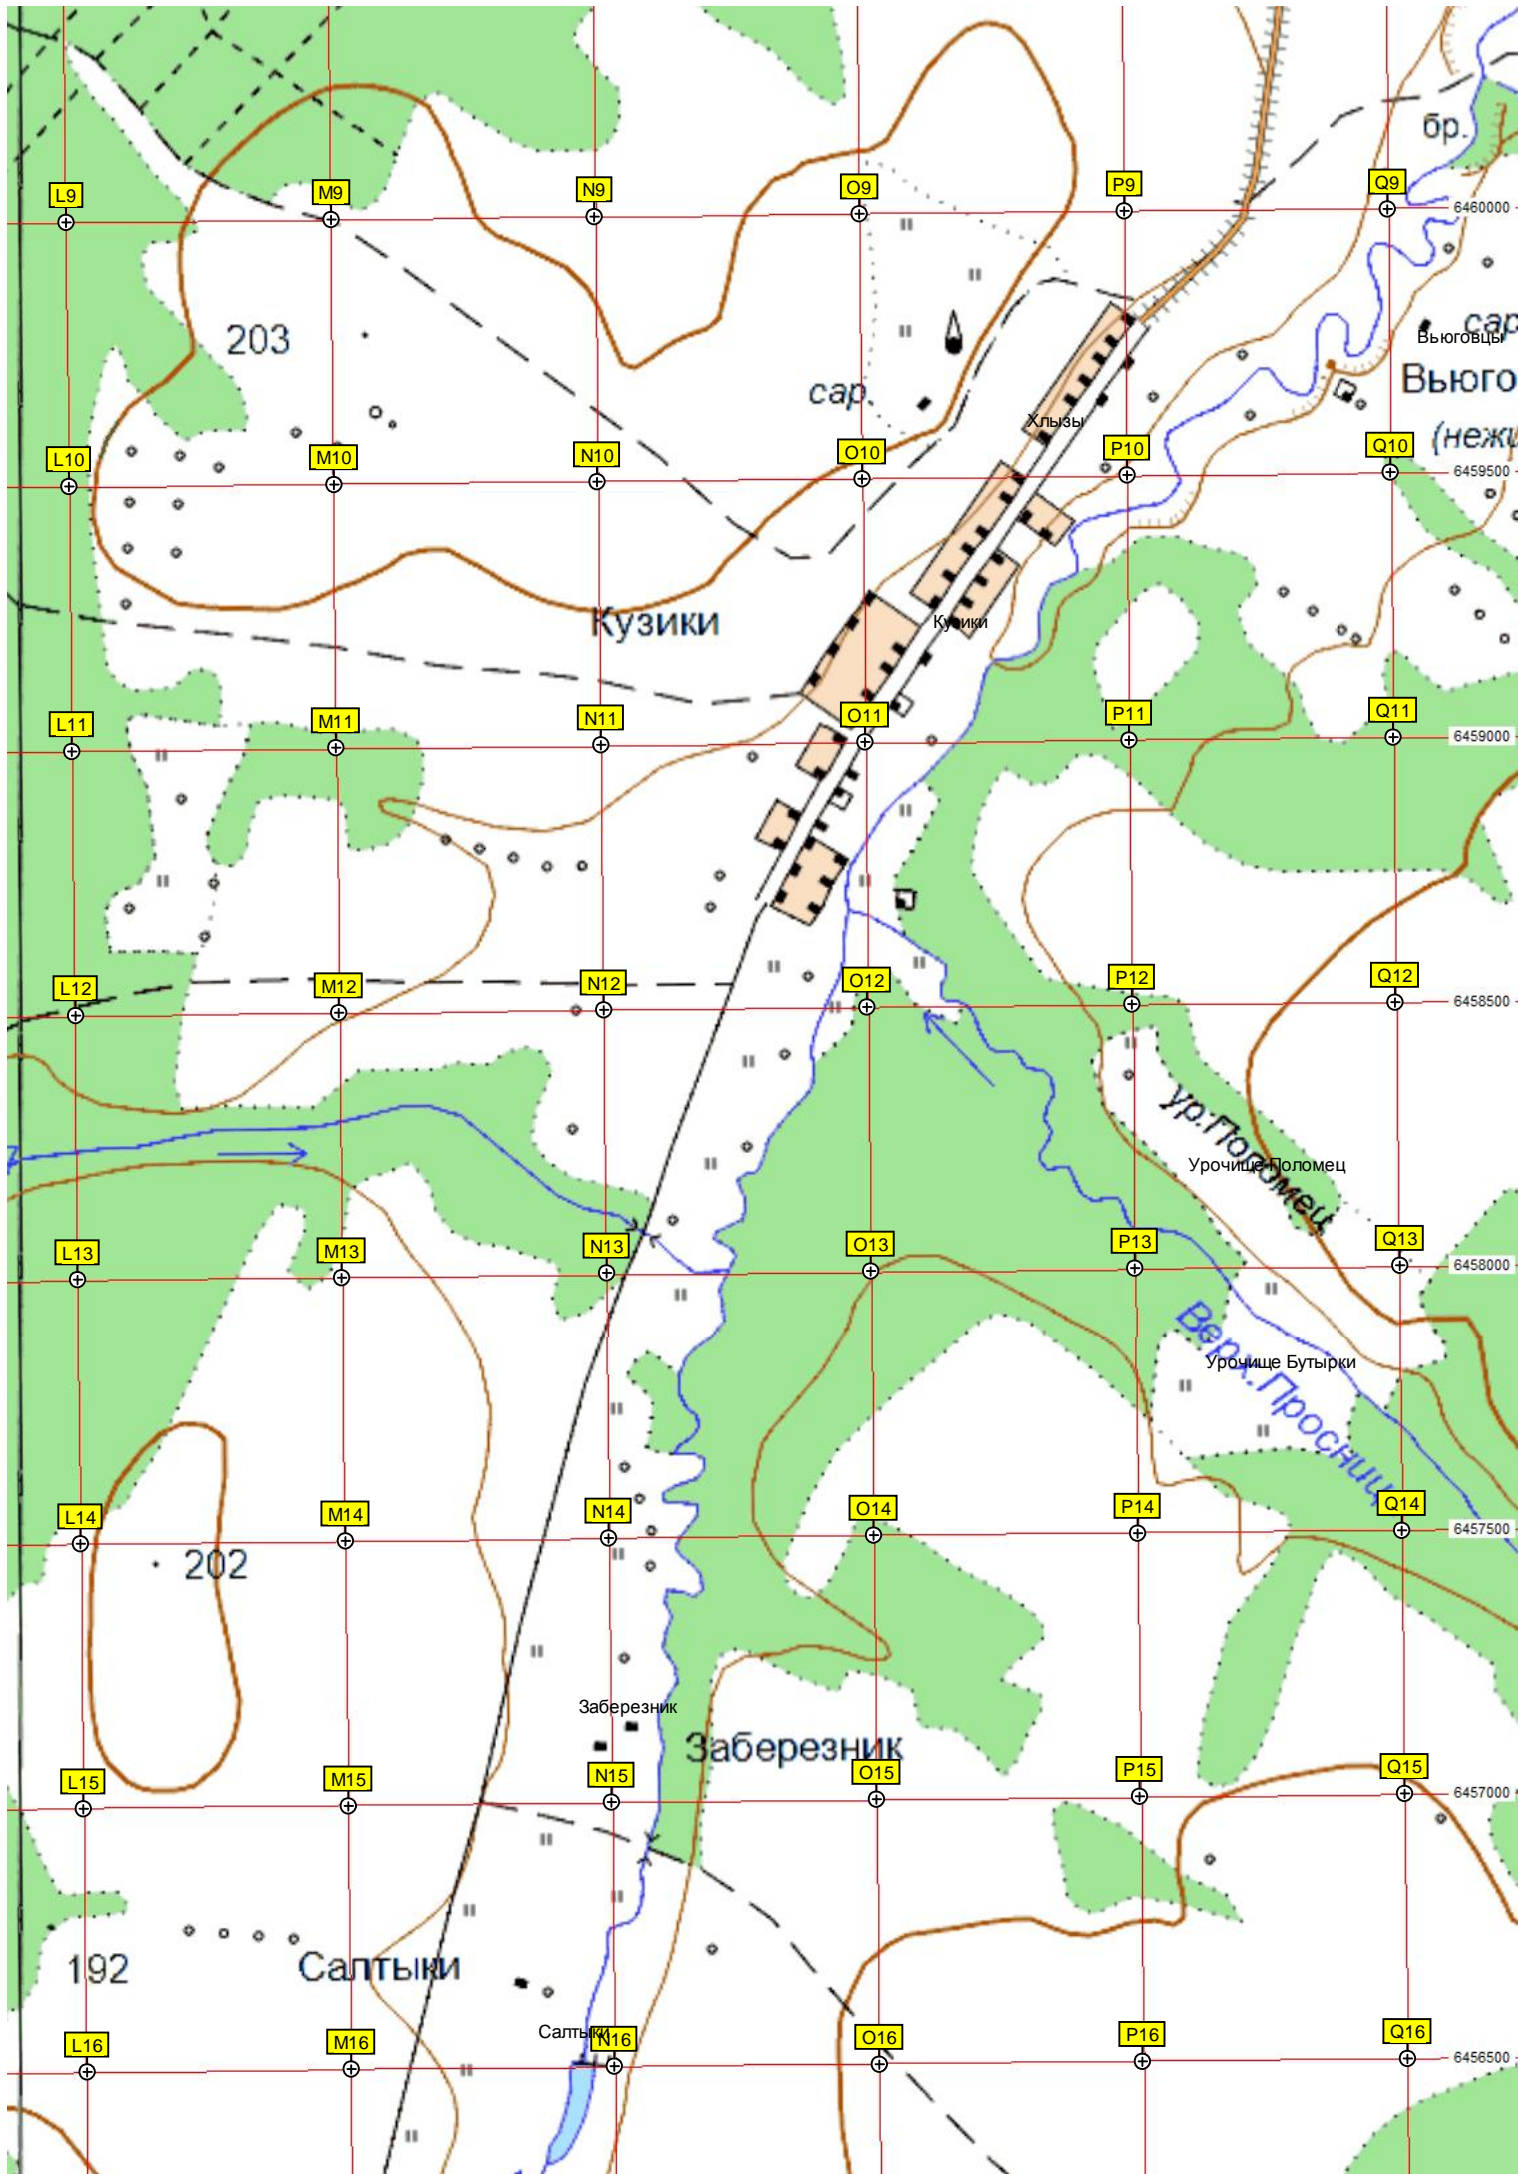 бр.
L9
M9
N9
O9
P9
Q9
6460000
203
сар.
сар
Вьюговцы
Вьюго
(нежи
Хлызы
L10
M10
N10
O10
P10
Q10
6459500
Кузики
Кузики
L11
M11
N11
O11
P11
Q11
6459000
L12
M12
N12
O12
P12
Q12
6458500
ур.Поломец
Урочище Поломец
L13
M13
N13
O13
P13
Q13
6458000
Верх.Просниц
Урочище Бутырки
L14
M14
N14
O14
P14
Q14
6457500
202
Заберезник
Заберезник
L15
M15
N15
O15
P15
Q15
6457000
192
Салтыки
Салтыки
L16
M16
N16
O16
P16
Q16
6456500